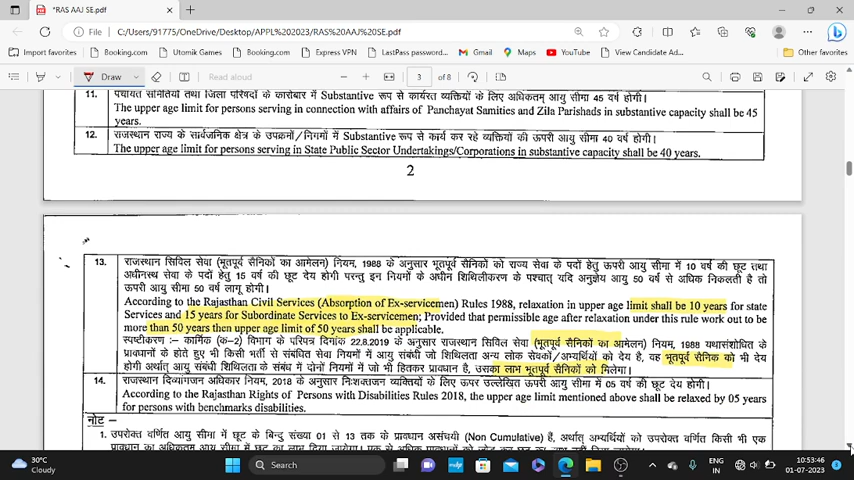 *RAS AAJ SE.pdf
File
C:/Users/91775/OneDrive/Desktop/APPL%202023/RAS%20AAJ%20SE.pdf
Import favorites
Booking.com
Utomik Games
Booking.com
Express VPN
LastPass password...
Gmail
Maps
YouTube
View Candidate Ad...
Other favorites
Draw
Read aloud
3
of 8
11. पंचायत समितियों तथा जिला परिषदों के कारोबार में Substantive रूप से कार्यरत व्यक्तियों के लिए अधिकतम आयु सीमा 45 वर्ष होगी।
The upper age limit for persons serving in connection with affairs of Panchayat Samities and Zila Parishads in substantive capacity shall be 45
years.
12. राजस्थान राज्य के सार्वजनिक क्षेत्र के उपक्रमों/निगमों में Substantive रूप से कार्य कर रहे व्यक्तियों की ऊपरी आयु सीमा 40 वर्ष होगी।
The upper age limit for persons serving in State Public Sector Undertakings/Corporations in substantive capacity shall be 40 years.
2
13. राजस्थान सिविल सेवा (भूतपूर्व सैनिकों का आमेलन) नियम, 1988 के अनुसार भूतपूर्व सैनिकों को राज्य सेवा के पदों हेतु ऊपरी आयु सीमा में 10 वर्ष की छूट तथा
अधीनस्थ सेवा के पदों हेतु 15 वर्ष की छूट देय होगी परन्तु इन नियमों के अधीन शिथिलीकरण के पश्चात् यदि अनुज्ञेय आयु 50 वर्ष से अधिक निकलती है तो
ऊपरी आयु सीमा 50 वर्ष लागू होगी।
According to the Rajasthan Civil Services (Absorption of Ex-servicemen) Rules 1988, relaxation in upper age limit shall be 10 years for state
Services and 15 years for Subordinate Services to Ex-servicemen; Provided that permissible age after relaxation under this rule work out to be
more than 50 years then upper age limit of 50 years shall be applicable.
स्पष्टीकरण :– कार्मिक (क-2) विभाग के परिपत्र दिनांक 22.8.2019 के अनुसार राजस्थान सिविल सेवा (भूतपूर्व सैनिकों का आमेलन) नियम, 1988 यथासंशोधित के
प्रावधानों के होते हुए भी किसी भर्ती से संबंधित सेवा नियमों में आयु संबंधी जो शिथिलता अन्य लोक सेवकों/अभ्यर्थियों को देय है, वह भूतपूर्व सैनिक को भी देय
होगी अर्थात् आयु संबंधी शिथिलता के संबंध में दोनों नियमों में जो भी हितकर प्रावधान है, उसका लाभ भूतपूर्व सैनिकों को मिलेगा।
14. राजस्थान दिव्यांगजन अधिकार नियम, 2018 के अनुसार निःशक्तजन व्यक्तियों के लिए ऊपर उल्लेखित ऊपरी आयु सीमा में 05 वर्ष की छूट देय होगी।
According to the Rajasthan Rights of Persons with Disabilities Rules 2018, the upper age limit mentioned above shall be relaxed by 05 years
for persons with benchmarks disabilities.
नोट –
1. उपरोक्त वर्णित आयु सीमा में छूट के बिन्दु संख्या 01 से 13 तक के प्रावधान असंचयी (Non Cumulative) हैं, अर्थात् अभ्यर्थियों को उपरोक्त वर्णित किसी भी एक
30°C
Cloudy
Search
ENG
IN
10:53:46
01-07-2023